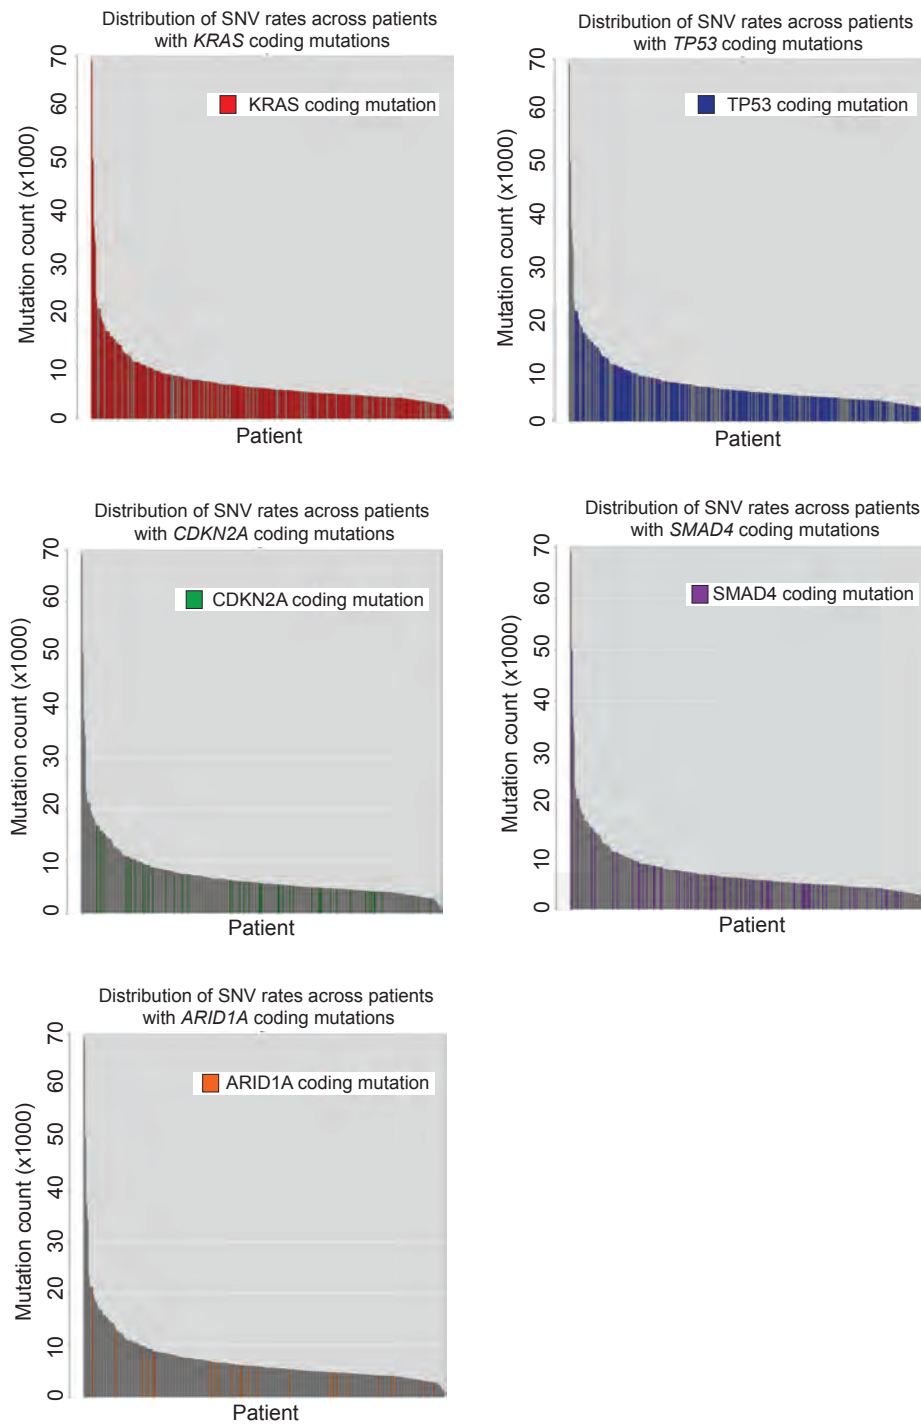 Distribution of SNV rates across patients
with KRAS coding mutations
70
60
50
40
30
20
10
0
Mutation count (x1000)
KRAS coding mutation
Patient
Distribution of SNV rates across patients
with TP53 coding mutations
70
60
50
40
30
20
10
0
Mutation count (x1000)
TP53 coding mutation
Patient
Distribution of SNV rates across patients
with CDKN2A coding mutations
70
60
50
40
30
20
10
0
Mutation count (x1000)
CDKN2A coding mutation
Patient
Distribution of SNV rates across patients
with SMAD4 coding mutations
70
60
50
40
30
20
10
0
Mutation count (x1000)
SMAD4 coding mutation
Patient
Distribution of SNV rates across patients
with ARID1A coding mutations
70
60
50
40
30
20
10
0
Mutation count (x1000)
ARID1A coding mutation
Patient